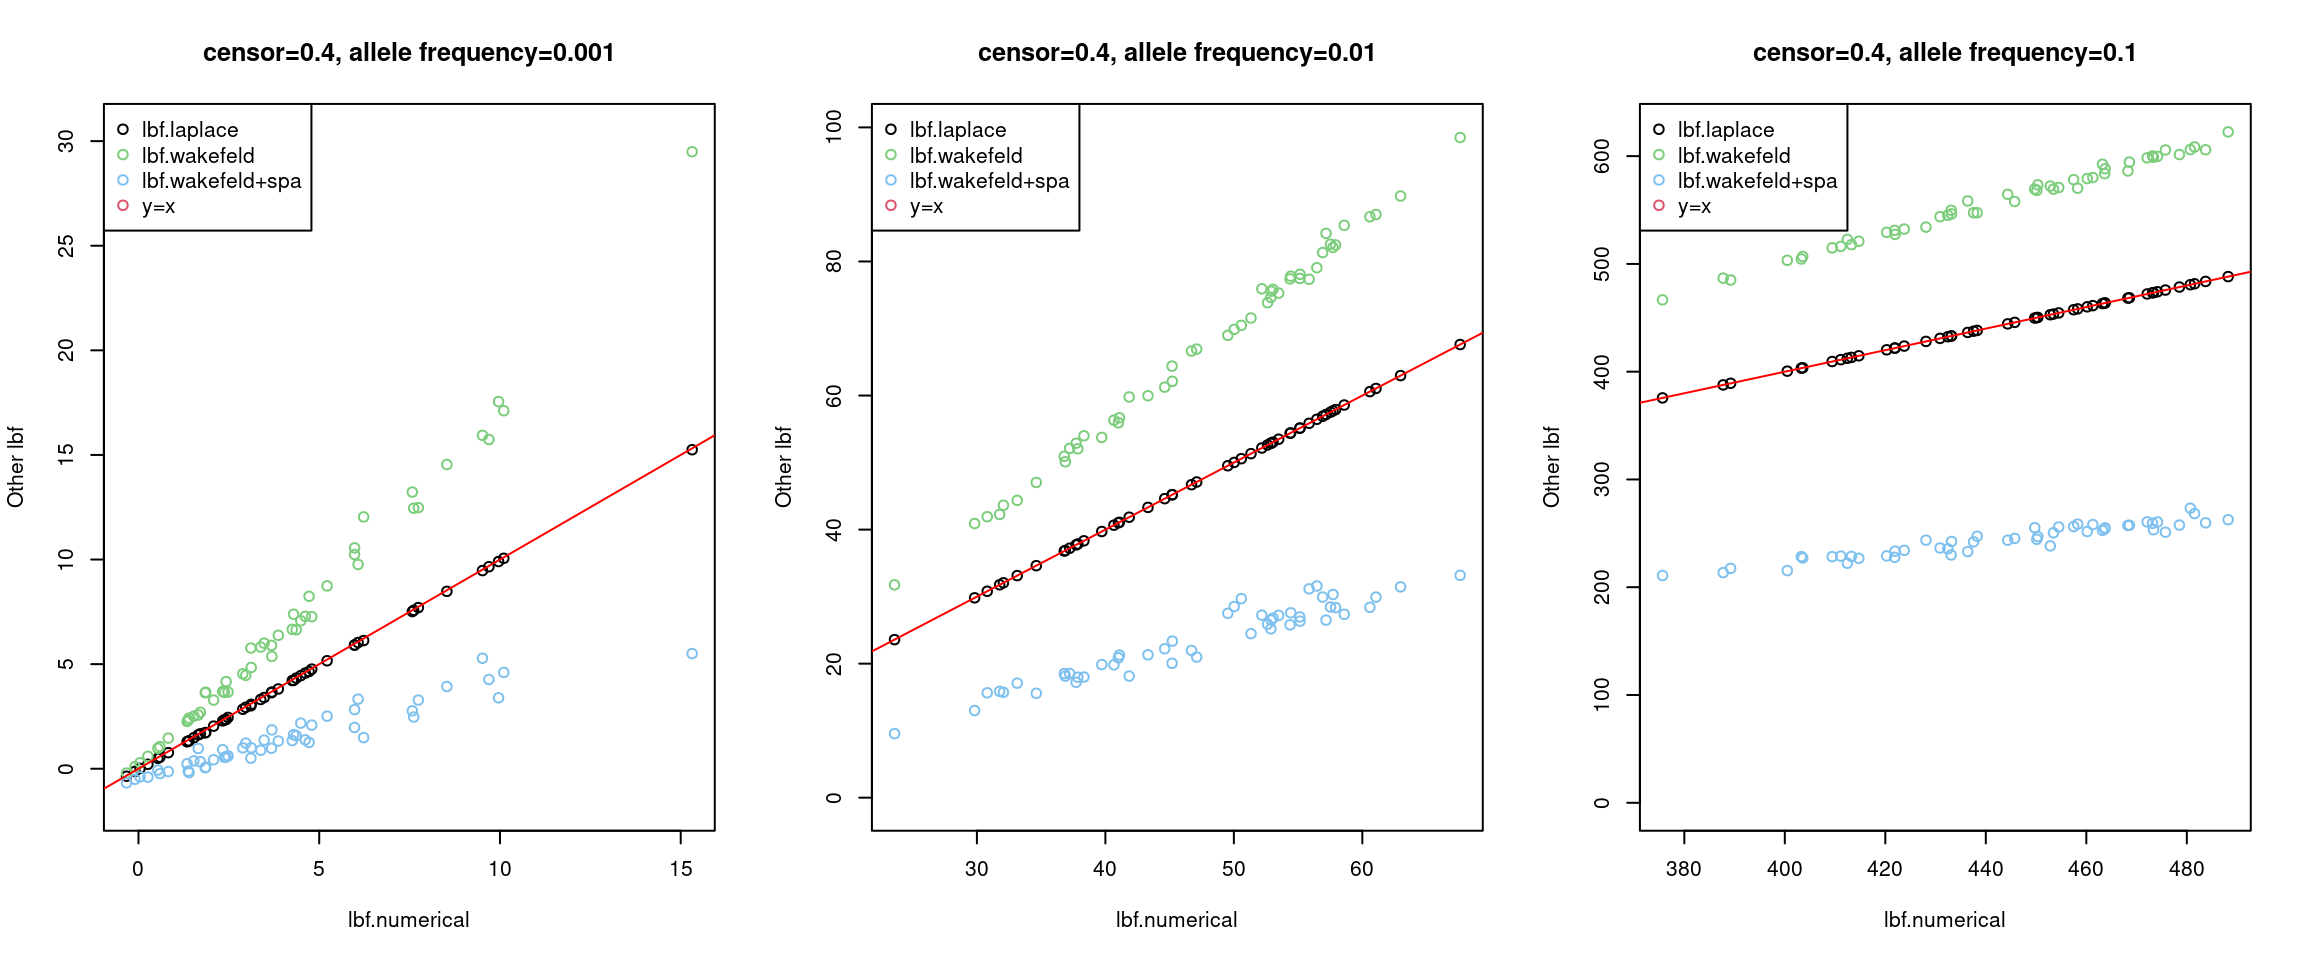 censor=0.4, allele frequency=0.001
lbf.laplace
lbf.wakefeld
lbf.wakefeld+spa
y=x
Other lbf
30
25
20
15
10
5
0
0 5 10 15
lbf.numerical
censor=0.4, allele frequency=0.01
lbf.laplace
lbf.wakefeld
lbf.wakefeld+spa
y=x
Other lbf
100
80
60
40
20
0
30 40 50 60
lbf.numerical
censor=0.4, allele frequency=0.1
lbf.laplace
lbf.wakefeld
lbf.wakefeld+spa
y=x
Other lbf
600
500
400
300
200
100
0
380 400 420 440 460 480
lbf.numerical